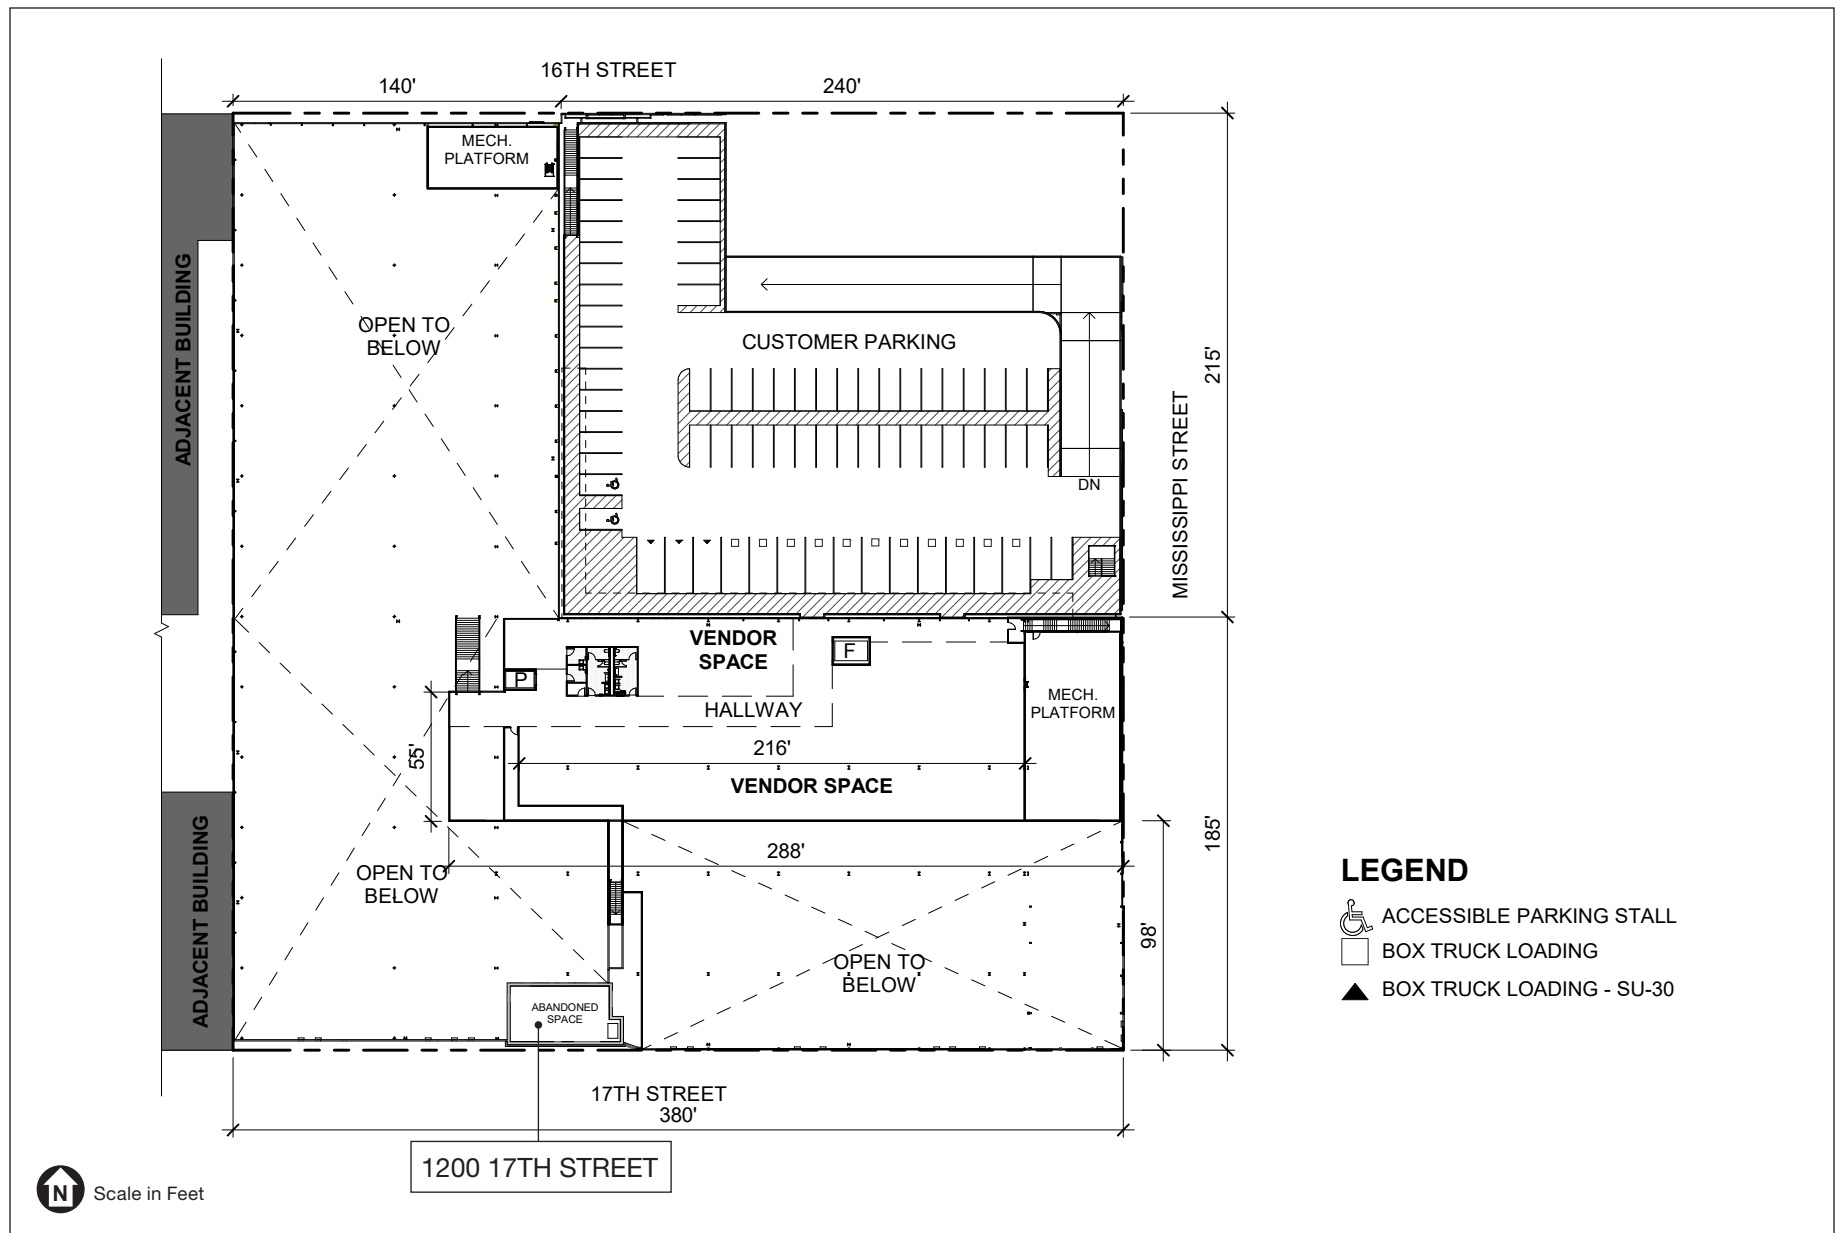 16TH STREET
140'
240'
MECH.
PLATFORM
ADJACENT BUILDING
OPEN TO
BELOW
CUSTOMER PARKING
215'
MISSISSIPPI STREET
DN
VENDOR
SPACE
F
P
HALLWAY
MECH.
PLATFORM
55'
216'
VENDOR SPACE
185'
288'
ADJACENT BUILDING
OPEN TO
BELOW
98'
OPEN TO
BELOW
ABANDONED
SPACE
17TH STREET
380'
1200 17TH STREET
LEGEND
ACCESSIBLE PARKING STALL
BOX TRUCK LOADING
BOX TRUCK LOADING - SU-30
N
Scale in Feet